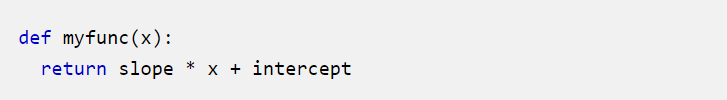 def myfunc(x):
  return slope * x + intercept